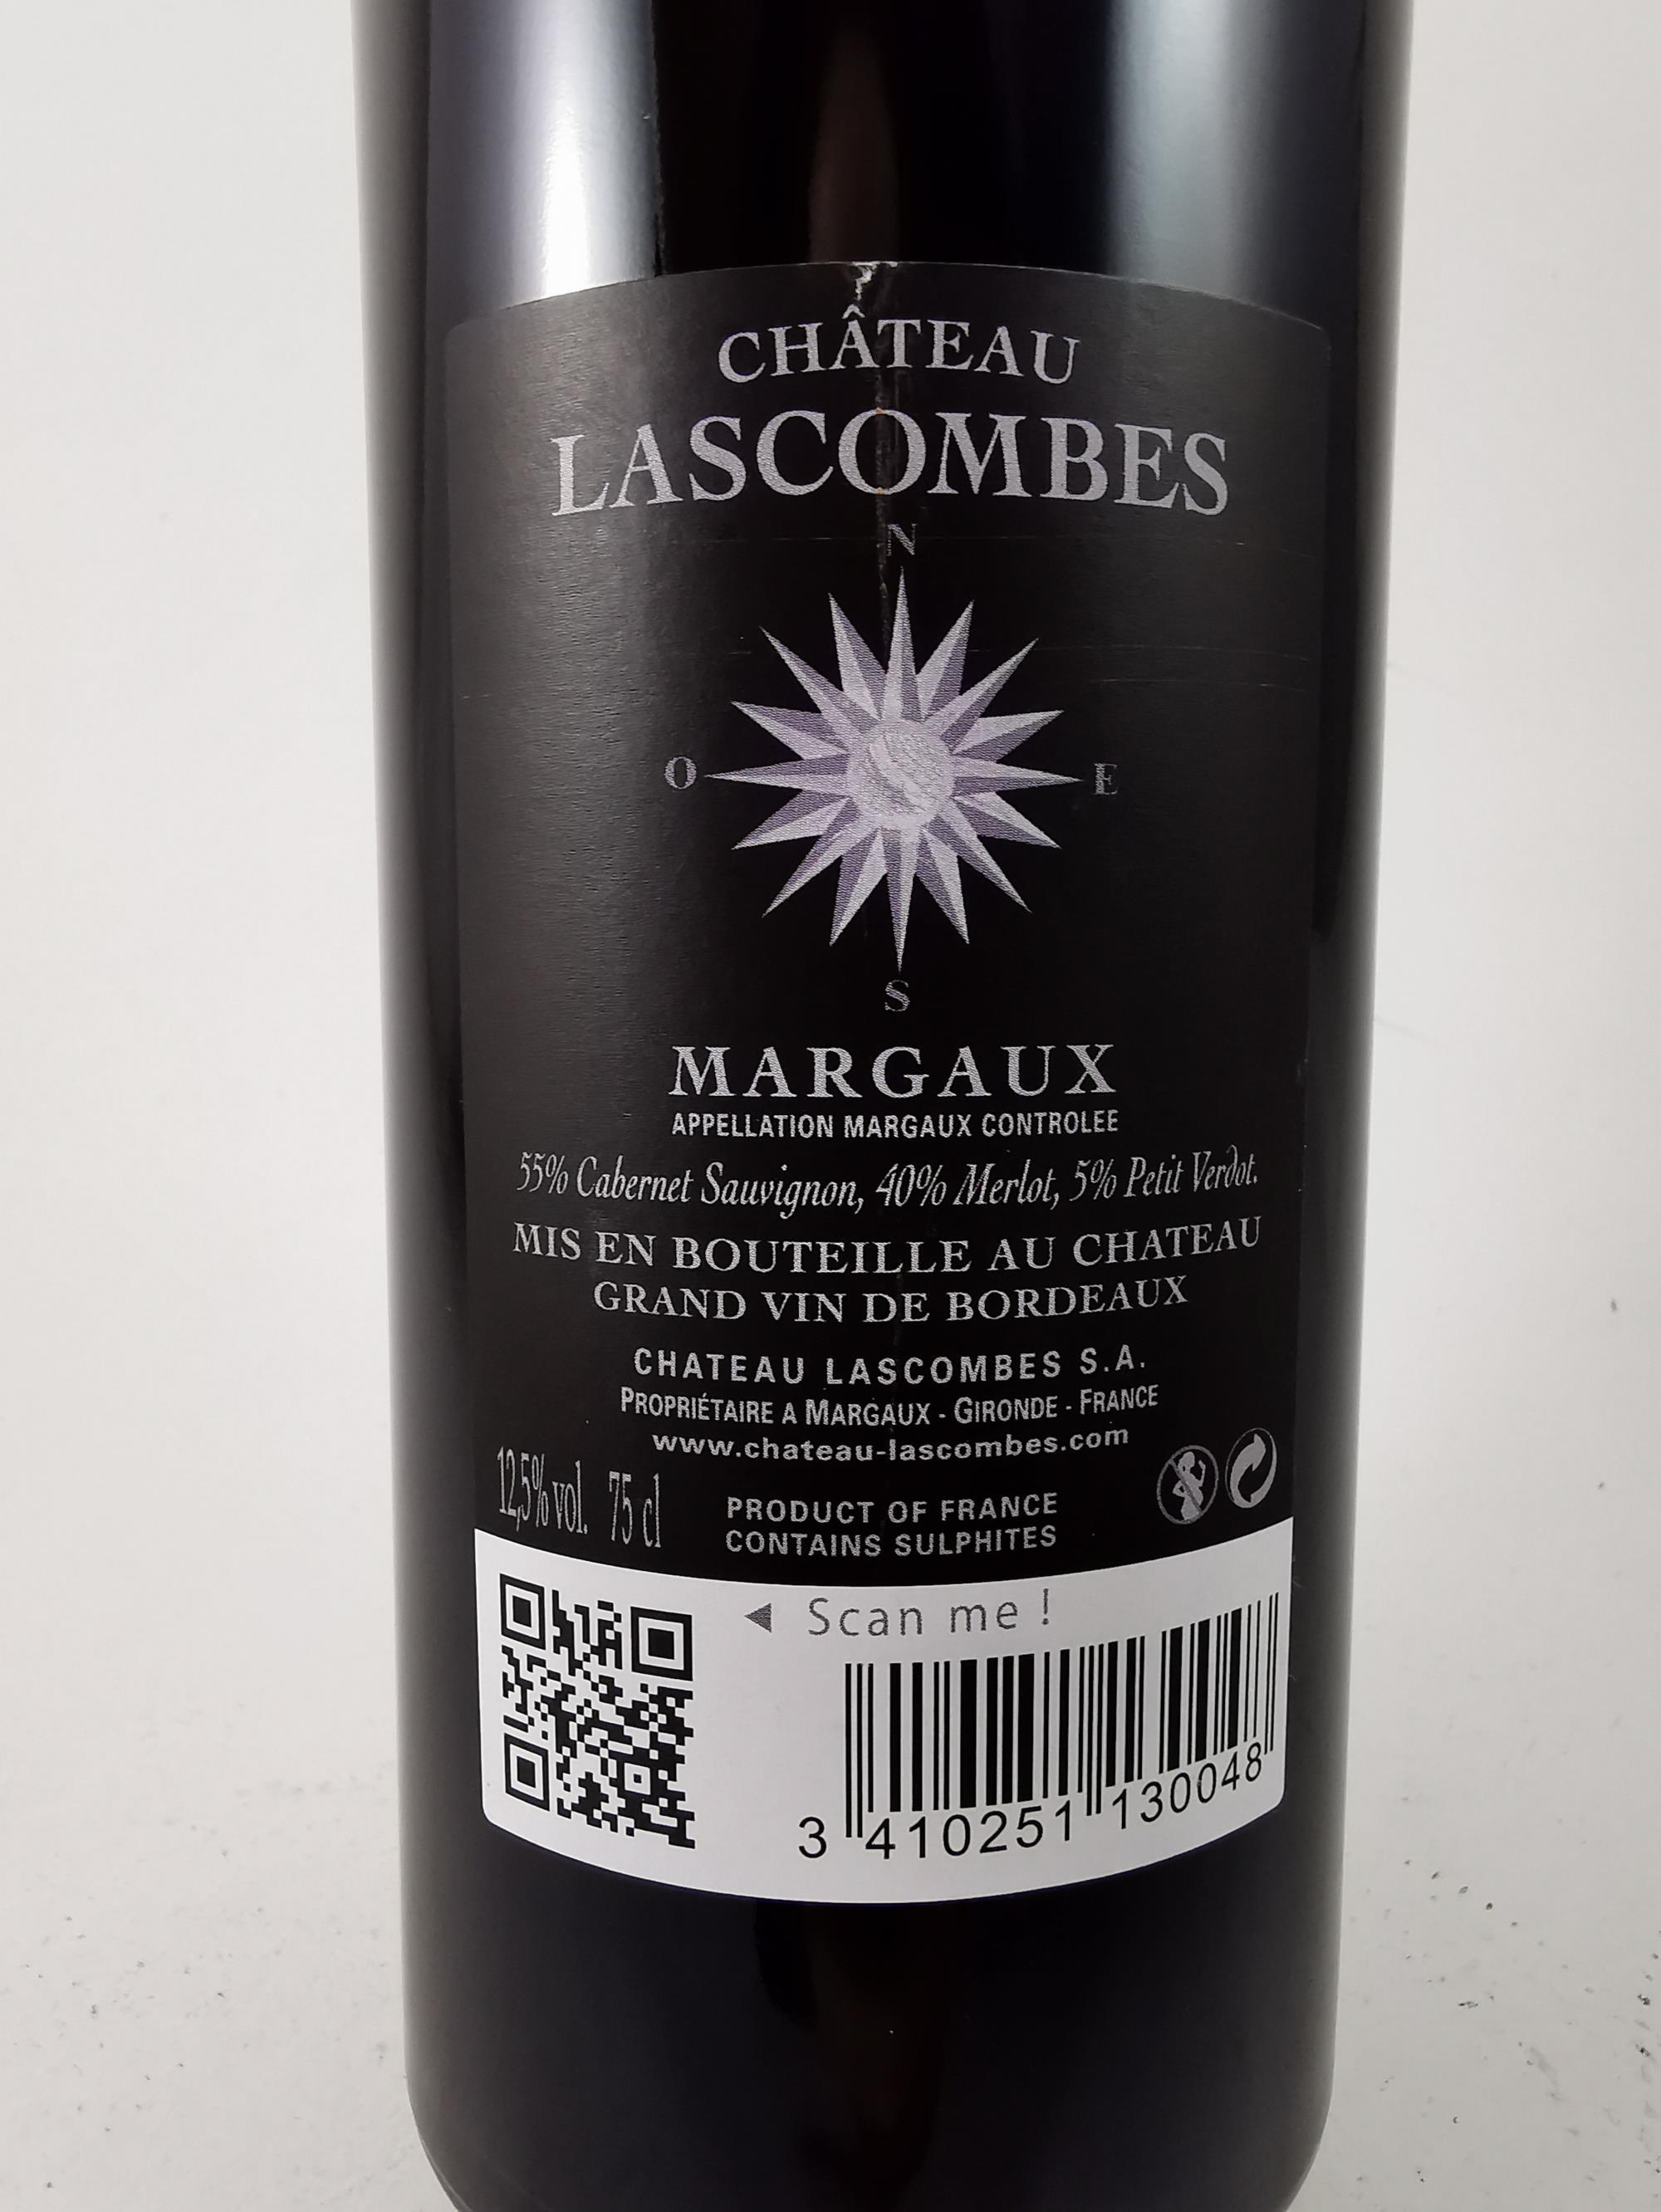 CHÂTEAU
LASCOMBES
N
O E
S
MARGAUX
APPELLATION MARGAUX CONTROLEE
55% Cabernet Sauvignon, 40% Merlot, 5% Petit Verdot.
MIS EN BOUTEILLE AU CHATEAU
GRAND VIN DE BORDEAUX
CHATEAU LASCOMBES S.A.
PROPRIÉTAIRE A MARGAUX - GIRONDE - FRANCE
www.chateau-lascombes.com
12,5% vol. 75 cl
PRODUCT OF FRANCE
CONTAINS SULPHITES
◄ Scan me !
3 410251 130048